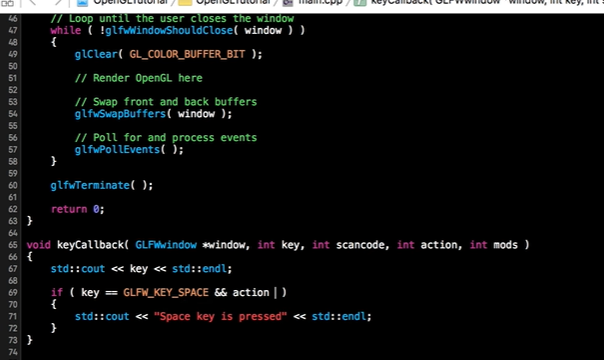 OpenGLTutorial OpenGLTutorial main.cpp keyCallback( GLFWwindow *window, int key, int
46 // Loop until the user closes the window
47 while ( !glfwWindowShouldClose( window ) )
48 {
49 glClear( GL_COLOR_BUFFER_BIT );
50
51 // Render OpenGL here
52
53 // Swap front and back buffers
54 glfwSwapBuffers( window );
55
56 // Poll for and process events
57 glfwPollEvents( );
58 }
59
60 glfwTerminate( );
61
62 return 0;
63 }
64
65 void keyCallback( GLFWwindow *window, int key, int scancode, int action, int mods )
66 {
67 std::cout << key << std::endl;
68
69 if ( key == GLFW_KEY_SPACE && action )
70 {
71 std::cout << "Space key is pressed" << std::endl;
72 }
73 }
74